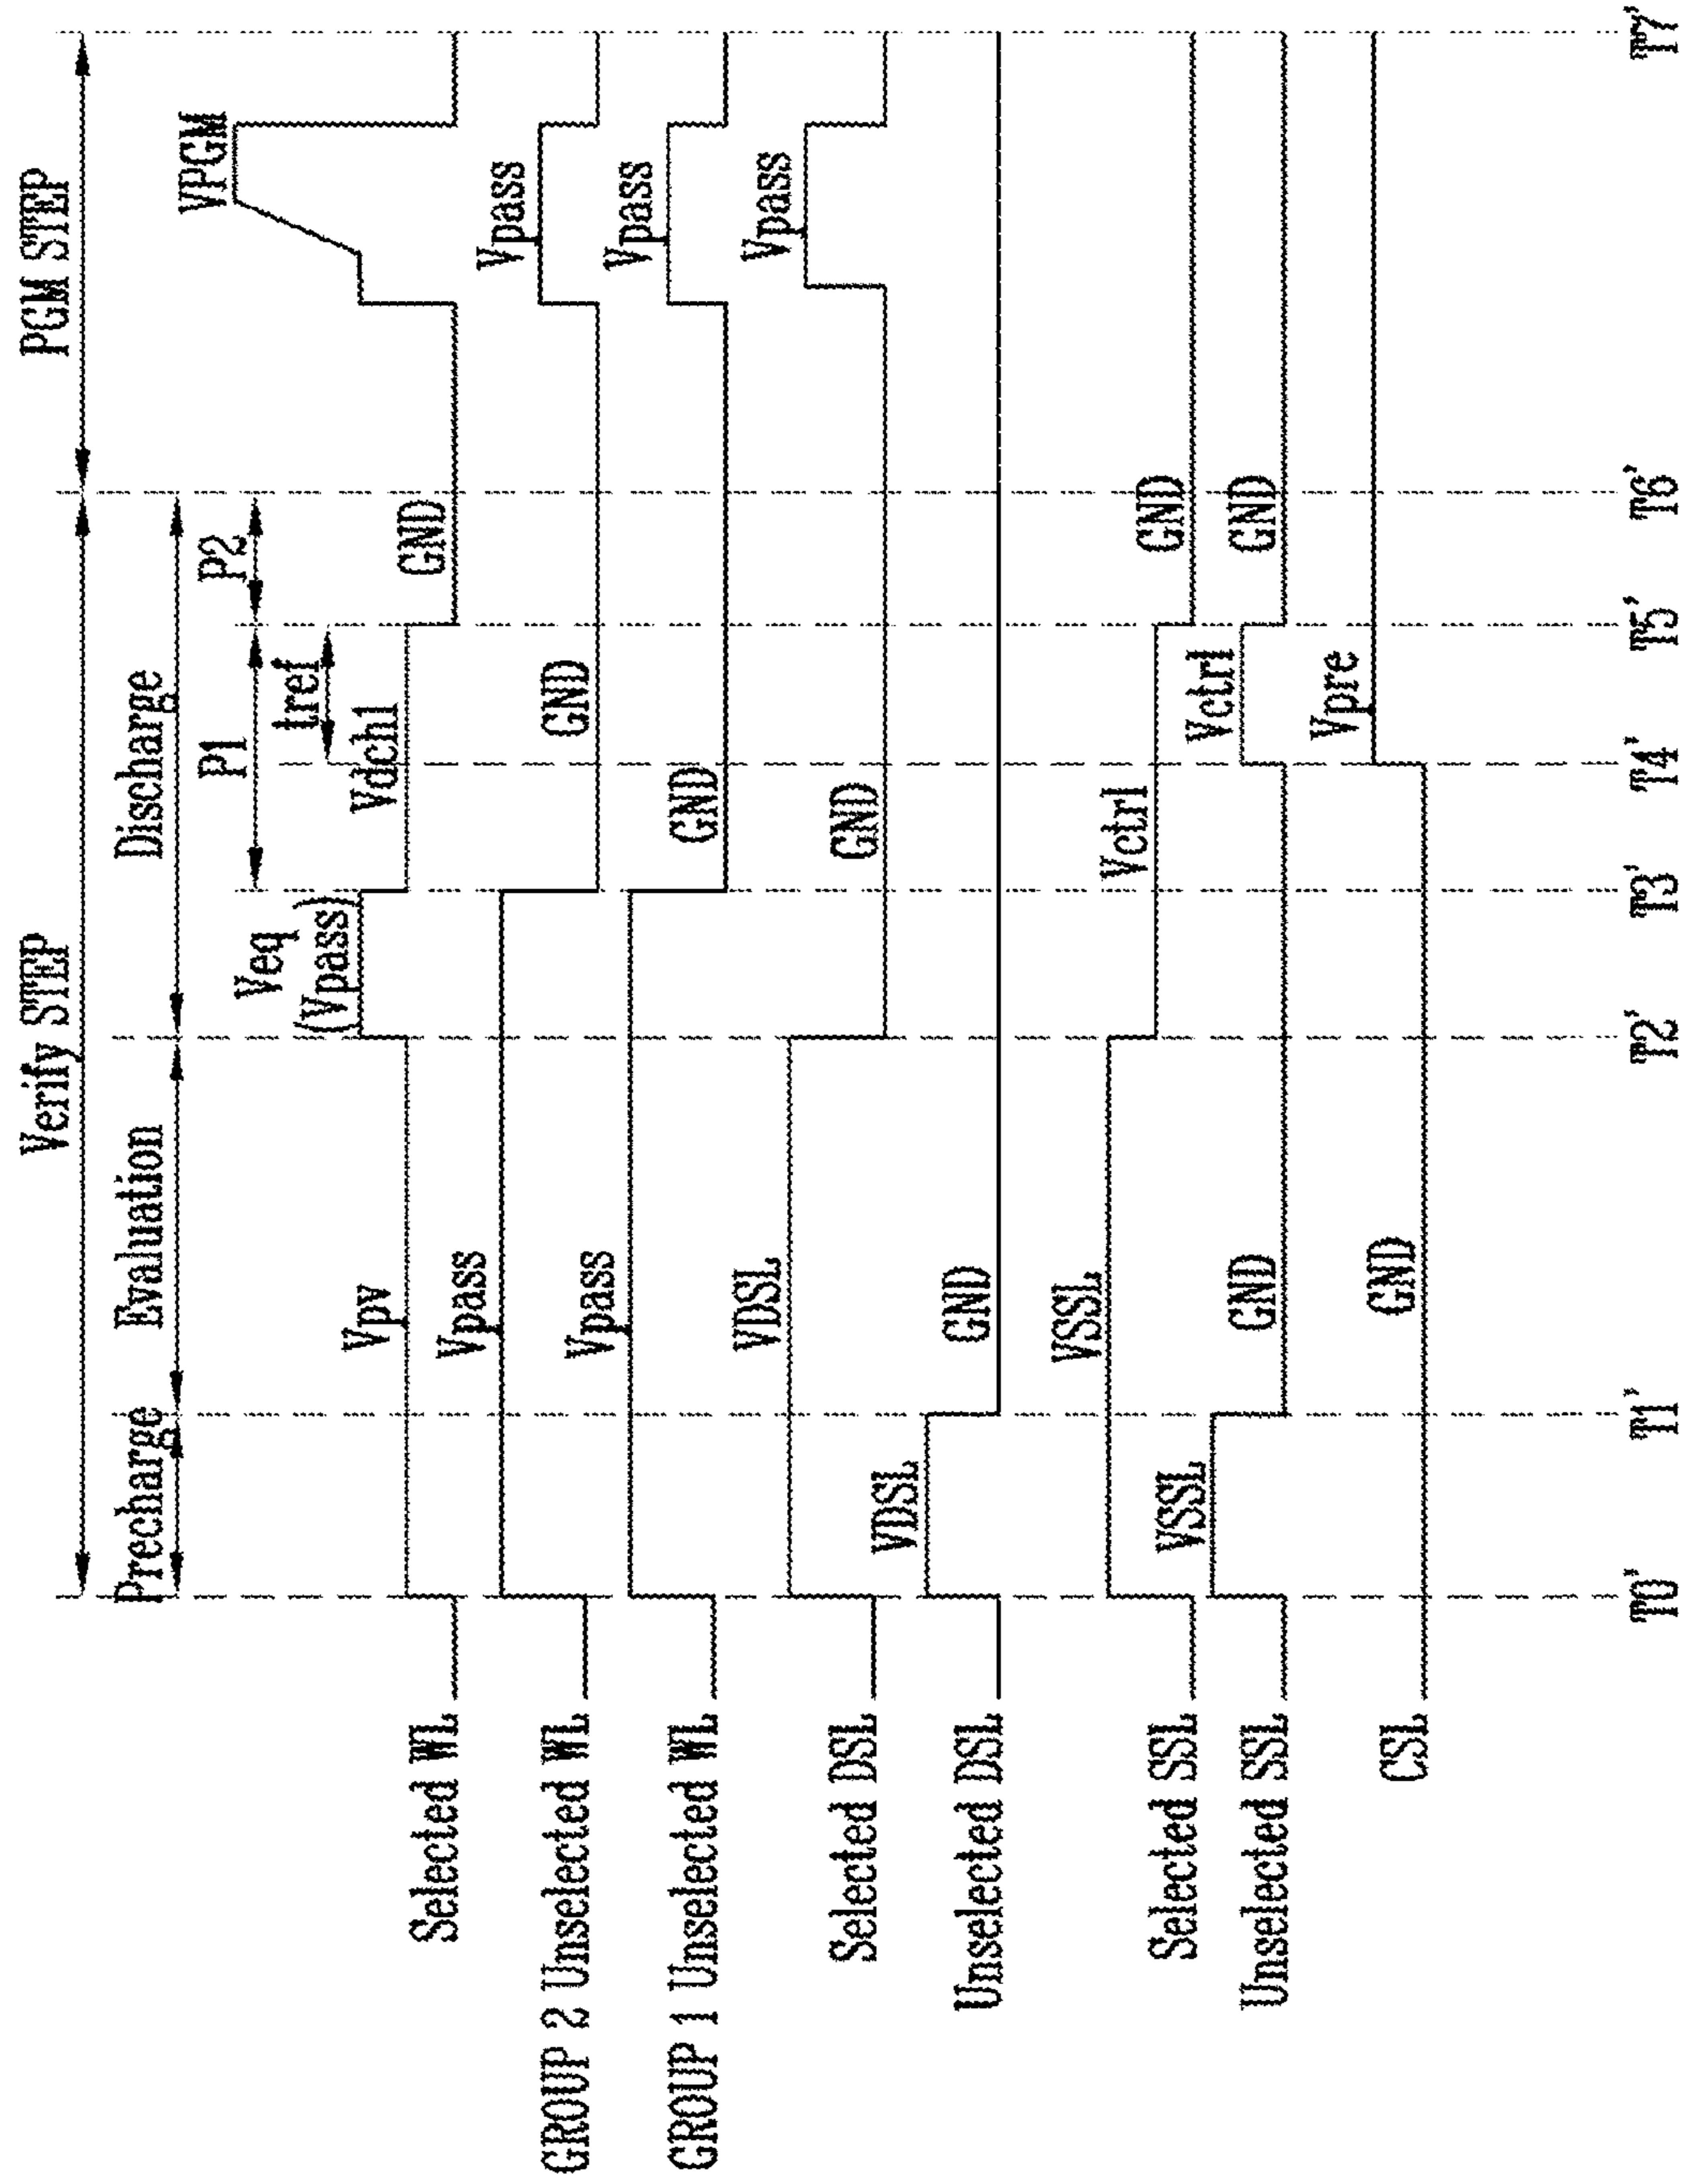 Verify STEP PGM STEP
Precharge Evaluation Discharge
P1 P2
tref
Selected WL Vpv Veq (Vpass) Vdch1 GND VPGM
GROUP 2 Unselected WL Vpass GND Vpass
GROUP 1 Unselected WL Vpass GND Vpass
Selected DSL VDSL GND Vpass
Unselected DSL VDSL GND
Selected SSL VSSL Vctrl GND
Unselected SSL VSSL GND Vctrl GND
CSL GND Vpre
T0' T1' T2' T3' T4' T5' T6' T7'